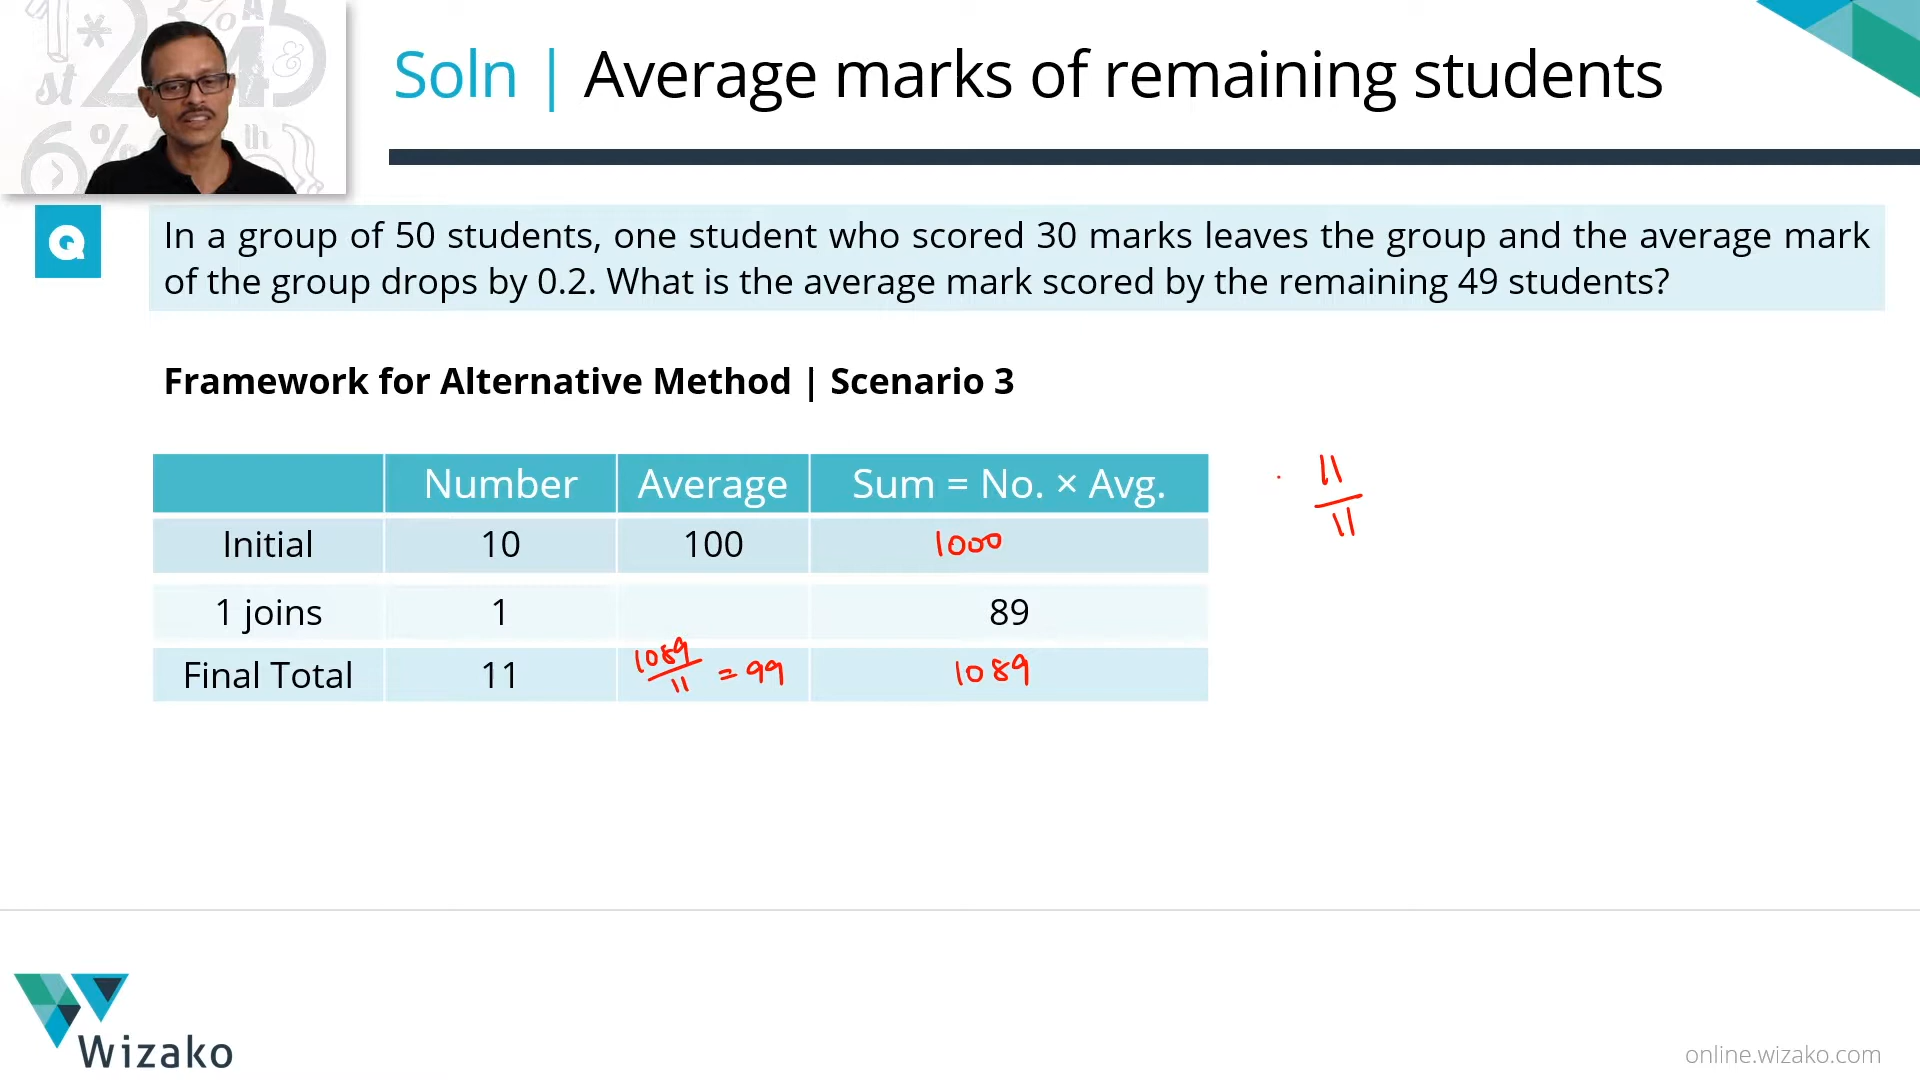 Soln | Average marks of remaining students
Q
In a group of 50 students, one student who scored 30 marks leaves the group and the average mark
of the group drops by 0.2. What is the average mark scored by the remaining 49 students?
Framework for Alternative Method | Scenario 3
Number Average Sum = No. × Avg.
Initial 10 100 1000
1 joins 1 89
Final Total 11 1089/11 = 99 1089
11/11
Wizako
online.wizako.com